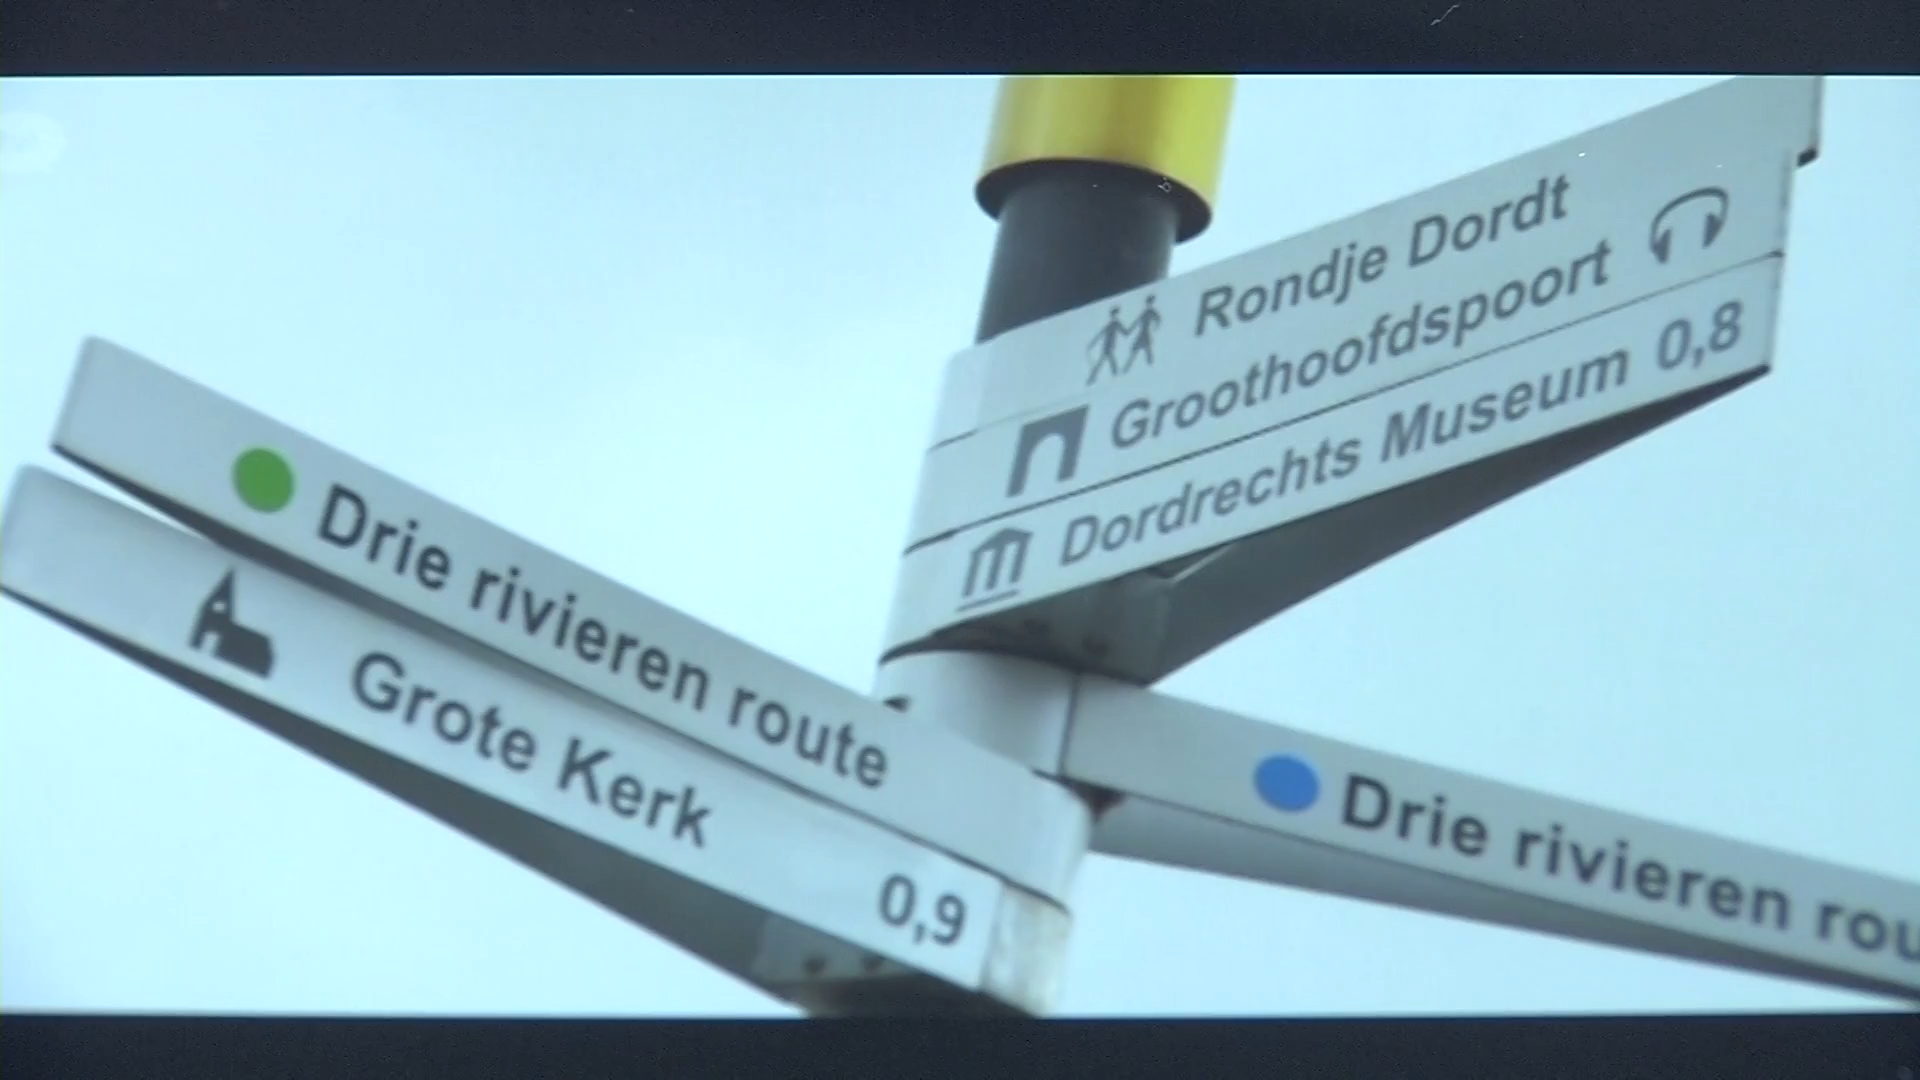 Rondje Dordt
Groothoofdspoort
Dordrechts Museum 0,8
Drie rivieren route
Grote Kerk 0,9
Drie rivieren rou